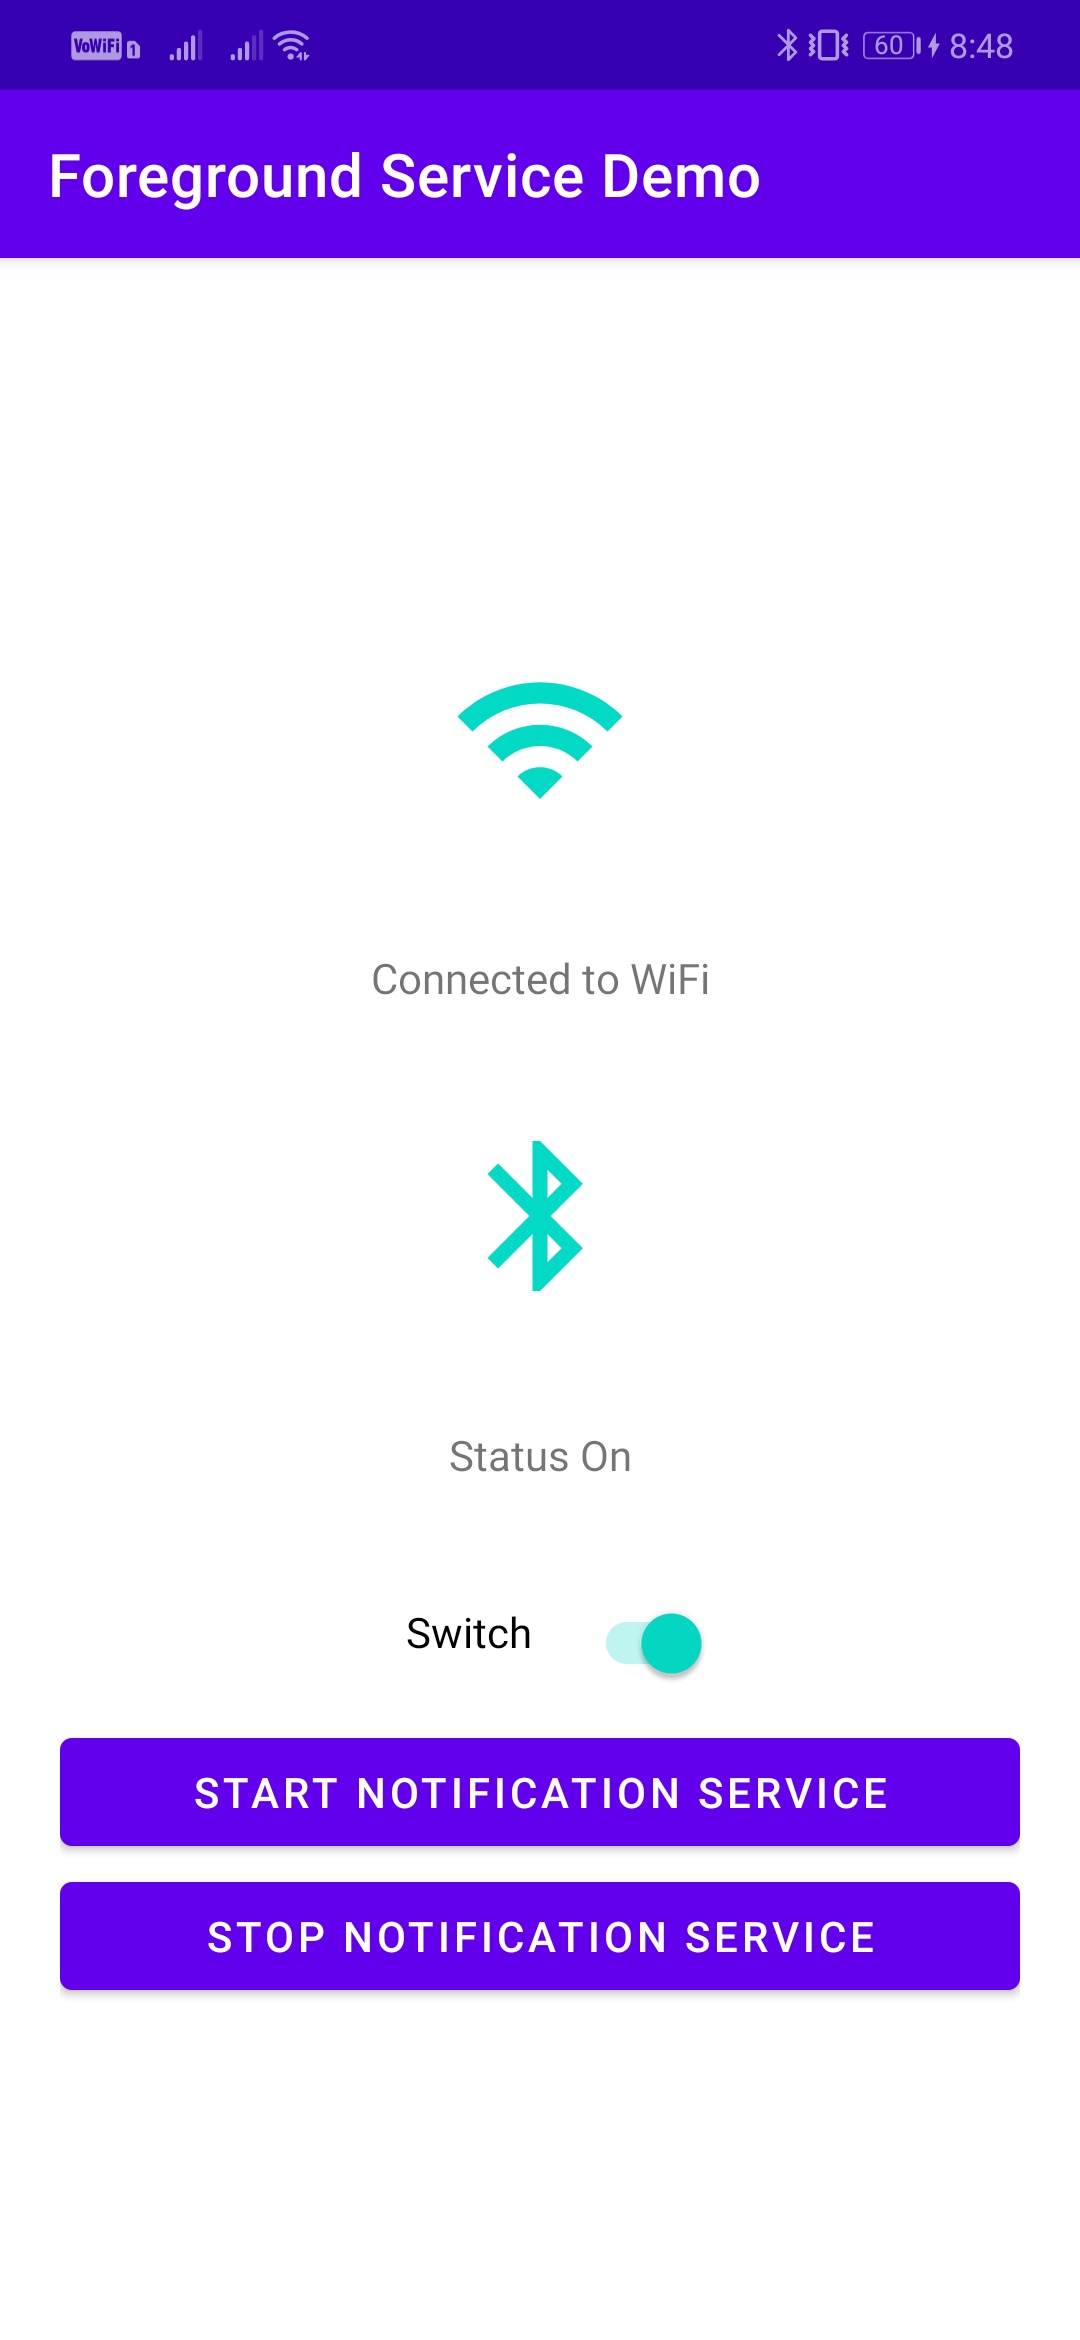 VoWiFi 1 60 8:48
Foreground Service Demo
Connected to WiFi
Status On
Switch
START NOTIFICATION SERVICE
STOP NOTIFICATION SERVICE